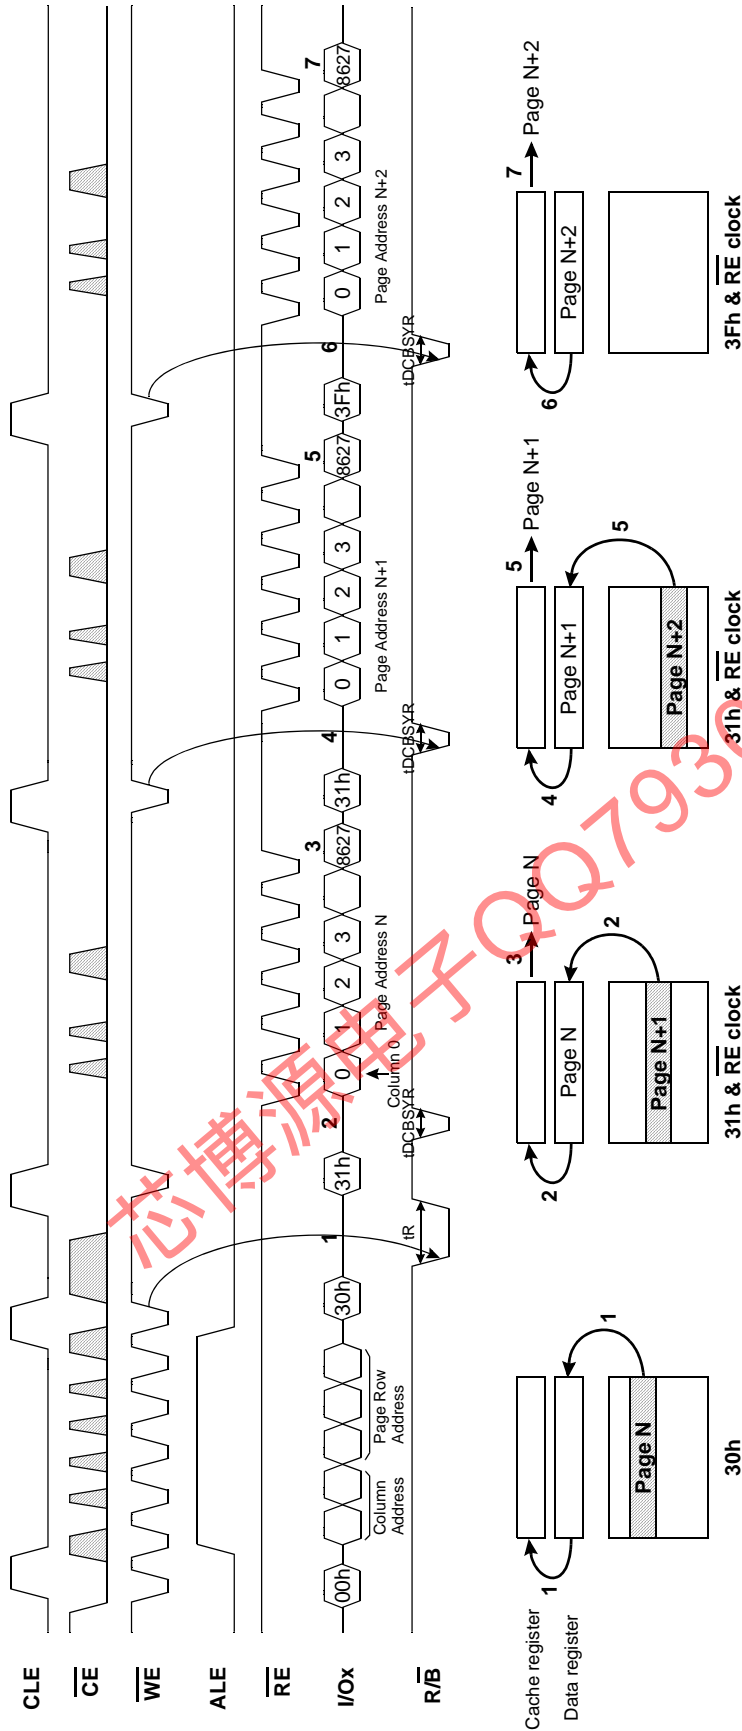 CLE
CE
WE
ALE
RE
I/Ox
R/B
00h
Column
Address
Page Row
Address
30h
1
tR
31h
2
tDCBSYR
0
1
2
3
8627
3
Column 0
Page Address N
31h
4
tDCBSYR
0
1
2
3
8627
5
Page Address N+1
3Fh
6
tDCBSYR
0
1
2
3
8627
7
Page Address N+2
Cache register
Data register
1
Page N
1
30h
2
Page N
3
Page N
Page N+1
2
31h & RE clock
4
Page N+1
5
Page N+1
Page N+2
5
31h & RE clock
6
Page N+2
7
Page N+2
3Fh & RE clock
芯博源电子QQ793